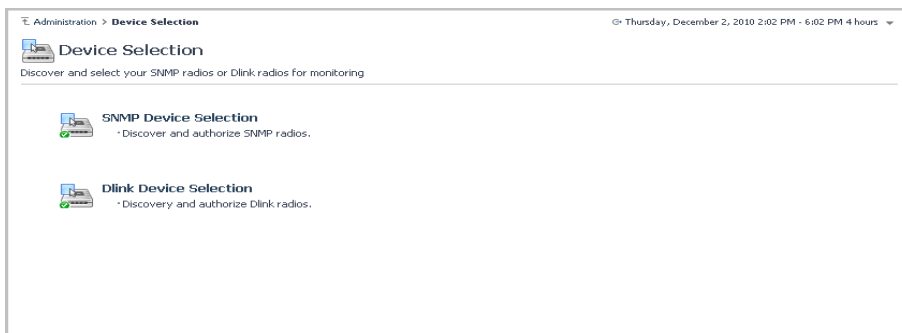 Administration > Device Selection
Thursday, December 2, 2010 2:02 PM - 6:02 PM 4 hours
Device Selection
Discover and select your SNMP radios or Dlink radios for monitoring
SNMP Device Selection
· Discover and authorize SNMP radios.
Dlink Device Selection
· Discovery and authorize Dlink radios.